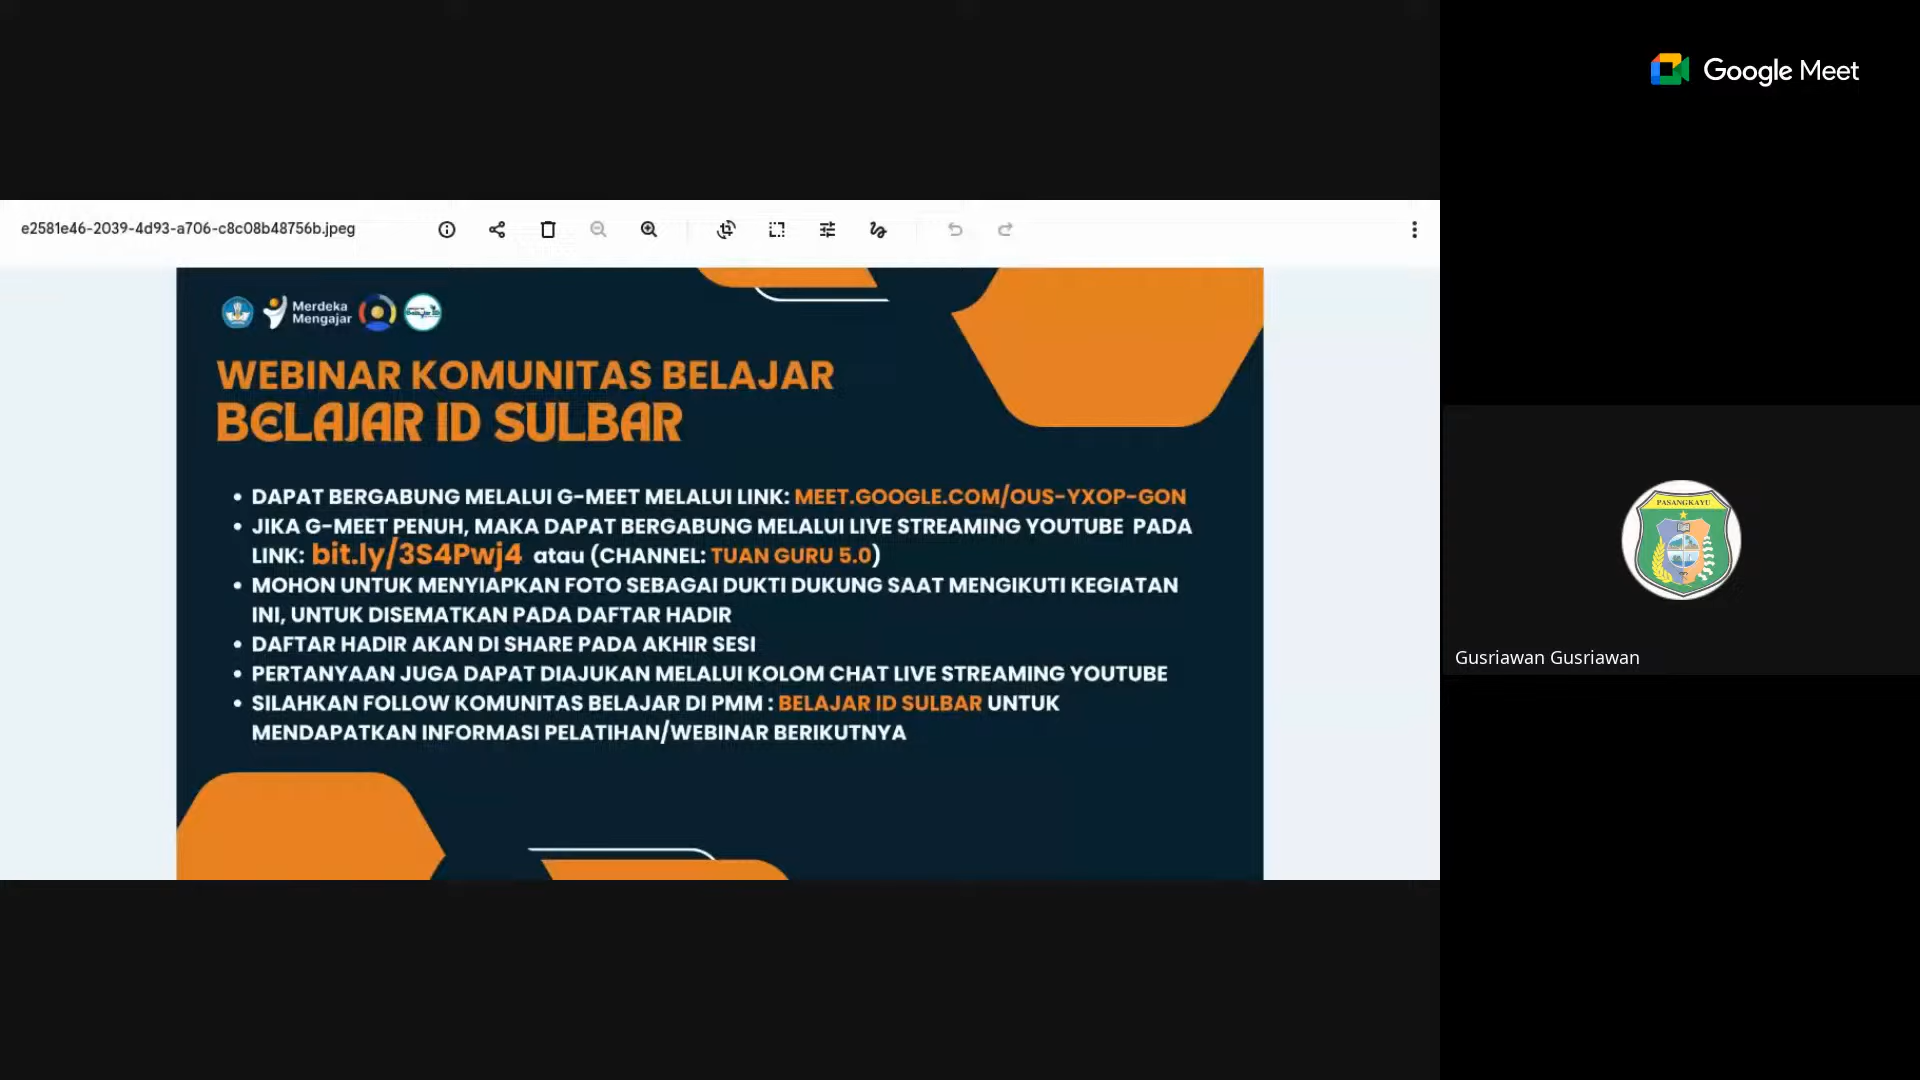 Google Meet
e2581e46-2039-4d93-a706-c8c08b48756b.jpeg
Merdeka
Mengajar
WEBINAR KOMUNITAS BELAJAR
BELAJAR ID SULBAR
• DAPAT BERGABUNG MELALUI G-MEET MELALUI LINK: MEET.GOOGLE.COM/OUS-YXOP-GON
• JIKA G-MEET PENUH, MAKA DAPAT BERGABUNG MELALUI LIVE STREAMING YOUTUBE PADA
LINK: bit.ly/3S4Pwj4 atau (CHANNEL: TUAN GURU 5.0)
• MOHON UNTUK MENYIAPKAN FOTO SEBAGAI DUKTI DUKUNG SAAT MENGIKUTI KEGIATAN
INI, UNTUK DISEMATKAN PADA DAFTAR HADIR
• DAFTAR HADIR AKAN DI SHARE PADA AKHIR SESI
• PERTANYAAN JUGA DAPAT DIAJUKAN MELALUI KOLOM CHAT LIVE STREAMING YOUTUBE
• SILAHKAN FOLLOW KOMUNITAS BELAJAR DI PMM : BELAJAR ID SULBAR UNTUK
MENDAPATKAN INFORMASI PELATIHAN/WEBINAR BERIKUTNYA
PASANGKAYU
Gusriawan Gusriawan